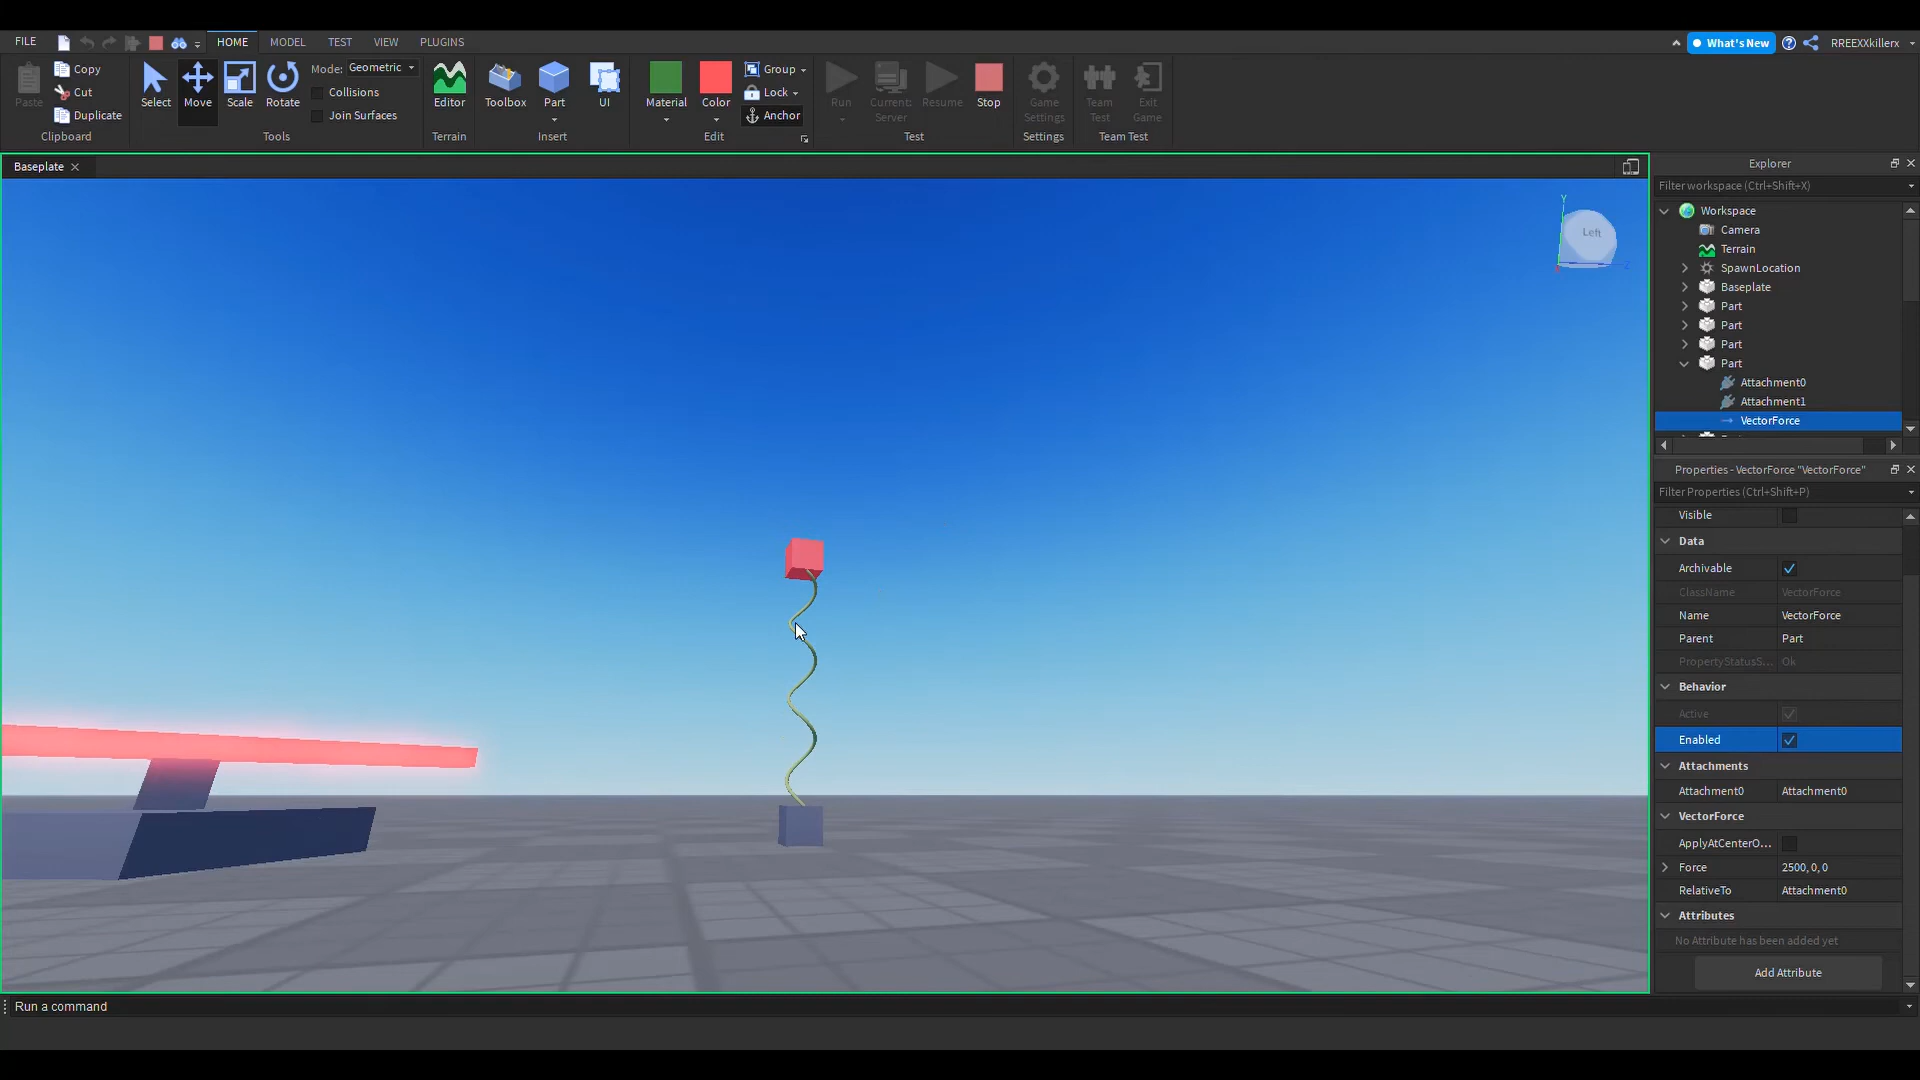 FILE HOME MODEL TEST VIEW PLUGINS What's New RREEXXkillerx
Paste Copy Cut Duplicate Clipboard
Select Move Scale Rotate Mode: Geometric Collisions Join Surfaces Tools
Editor Terrain
Toolbox Part UI Insert
Material Color Group Lock Anchor Edit
Run Current: Server Resume Stop Test
Game Settings Settings
Team Test Exit Game Team Test
Baseplate
Left
Y
Explorer
Filter workspace (Ctrl+Shift+X)
Workspace
Camera
Terrain
SpawnLocation
Baseplate
Part
Part
Part
Part
Attachment0
Attachment1
VectorForce
Properties - VectorForce "VectorForce"
Filter Properties (Ctrl+Shift+P)
Visible
Data
Archivable
ClassName VectorForce
Name VectorForce
Parent Part
PropertyStatusS... Ok
Behavior
Active
Enabled
Attachments
Attachment0 Attachment0
VectorForce
ApplyAtCenterO...
Force 2500, 0, 0
RelativeTo Attachment0
Attributes
No Attribute has been added yet
Add Attribute
Run a command